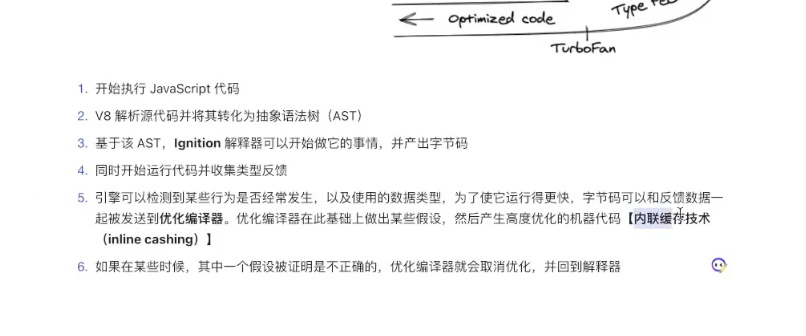 Optimized code
Type
TurboFan
1. 开始执行 JavaScript 代码
2. V8 解析源代码并将其转化为抽象语法树（AST）
3. 基于该 AST，Ignition 解释器可以开始做它的事情，并产出字节码
4. 同时开始运行代码并收集类型反馈
5. 引擎可以检测到某些行为是否经常发生，以及使用的数据类型，为了使它运行得更快，字节码可以和反馈数据一
起被发送到优化编译器。优化编译器在此基础上做出某些假设，然后产生高度优化的机器代码【内联缓存技术
（inline cashing）】
6. 如果在某些时候，其中一个假设被证明是不正确的，优化编译器就会取消优化，并回到解释器